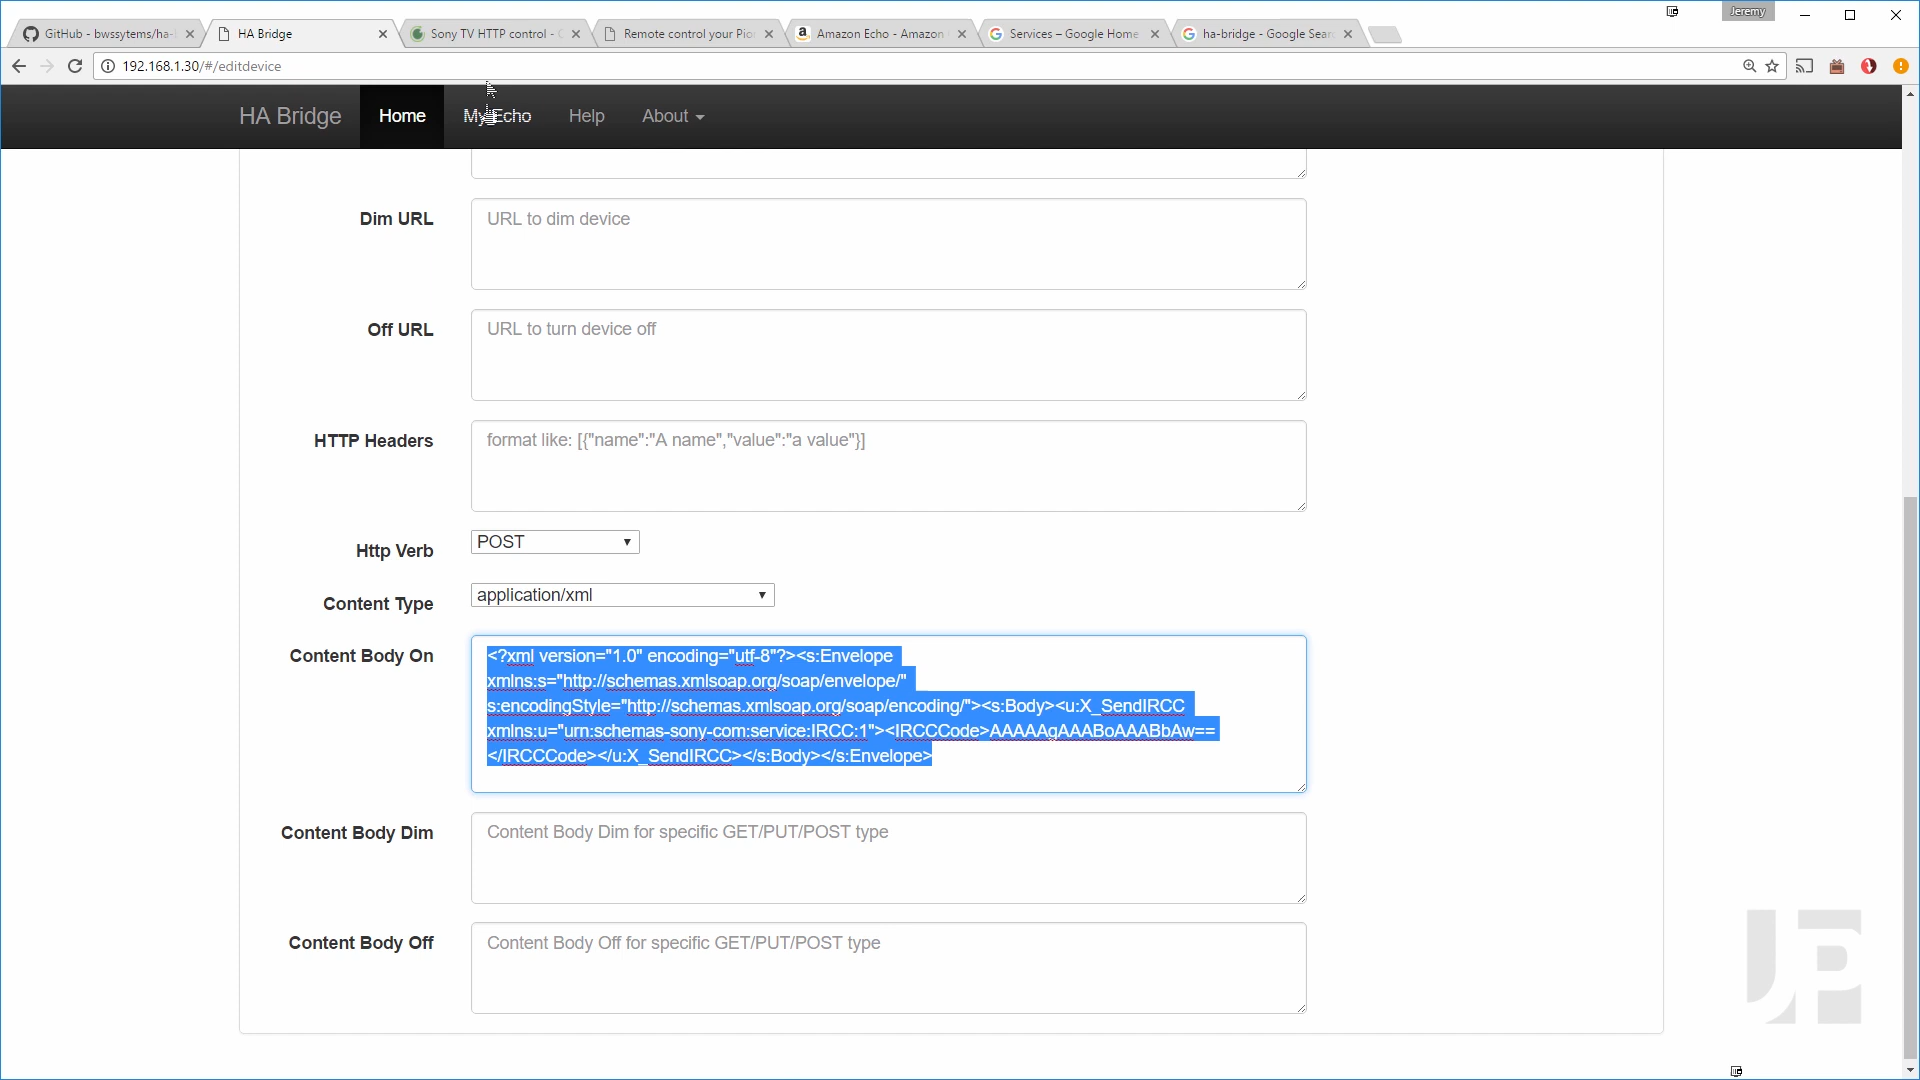 Jeremy
GitHub - bwssytems/ha-
HA Bridge
Sony TV HTTP control -
Remote control your Pio
Amazon Echo - Amazon
Services – Google Home
ha-bridge - Google Sear
192.168.1.30/#/editdevice
HA Bridge
Home
My Echo
Help
About
Dim URL
URL to dim device
Off URL
URL to turn device off
HTTP Headers
format like: [{"name":"A name","value":"a value"}]
Http Verb
POST
Content Type
application/xml
Content Body On
<?xml version="1.0" encoding="utf-8"?><s:Envelope
xmlns:s="http://schemas.xmlsoap.org/soap/envelope/"
s:encodingStyle="http://schemas.xmlsoap.org/soap/encoding/"><s:Body><u:X_SendIRCC
xmlns:u="urn:schemas-sony-com:service:IRCC:1"><IRCCCode>AAAAAgAAABoAAABbAw==
</IRCCCode></u:X_SendIRCC></s:Body></s:Envelope>
Content Body Dim
Content Body Dim for specific GET/PUT/POST type
Content Body Off
Content Body Off for specific GET/PUT/POST type
JP